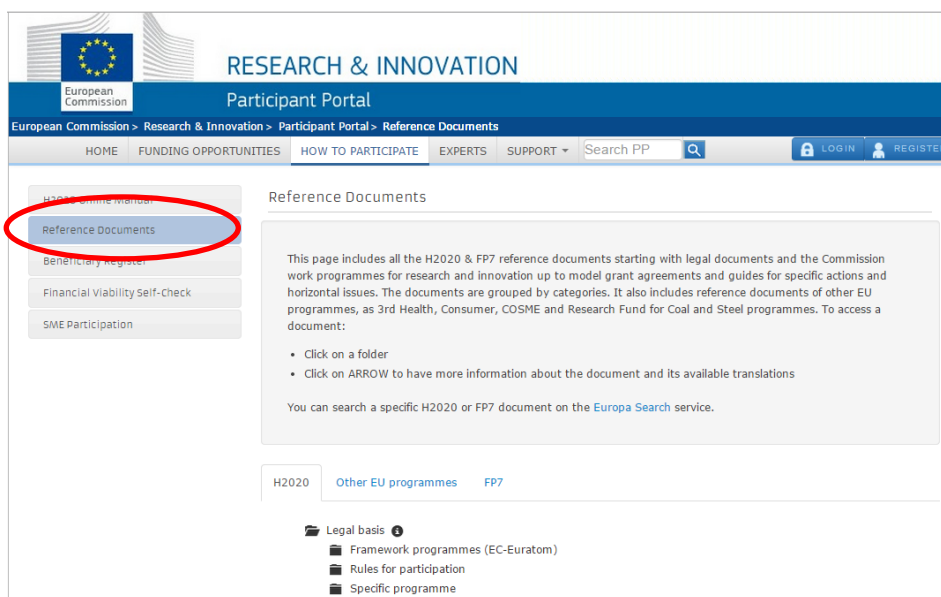 European
Commission
RESEARCH & INNOVATION
Participant Portal
European Commission > Research & Innovation > Participant Portal > Reference Documents
HOME FUNDING OPPORTUNITIES HOW TO PARTICIPATE EXPERTS SUPPORT Search PP LOGIN REGISTE
H2020 Online Manual
Reference Documents
Beneficiary Register
Financial Viability Self-Check
SME Participation
Reference Documents
This page includes all the H2020 & FP7 reference documents starting with legal documents and the Commission
work programmes for research and innovation up to model grant agreements and guides for specific actions and
horizontal issues. The documents are grouped by categories. It also includes reference documents of other EU
programmes, as 3rd Health, Consumer, COSME and Research Fund for Coal and Steel programmes. To access a
document:
• Click on a folder
• Click on ARROW to have more information about the document and its available translations
You can search a specific H2020 or FP7 document on the Europa Search service.
H2020 Other EU programmes FP7
Legal basis
Framework programmes (EC-Euratom)
Rules for participation
Specific programme